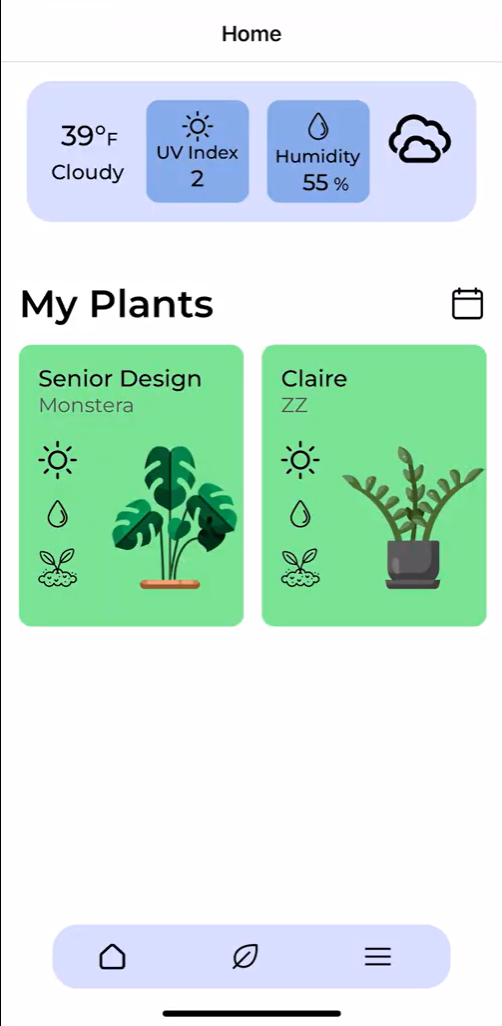 Home
39°F
Cloudy
UV Index
2
Humidity
55 %
My Plants
Senior Design
Monstera
Claire
ZZ